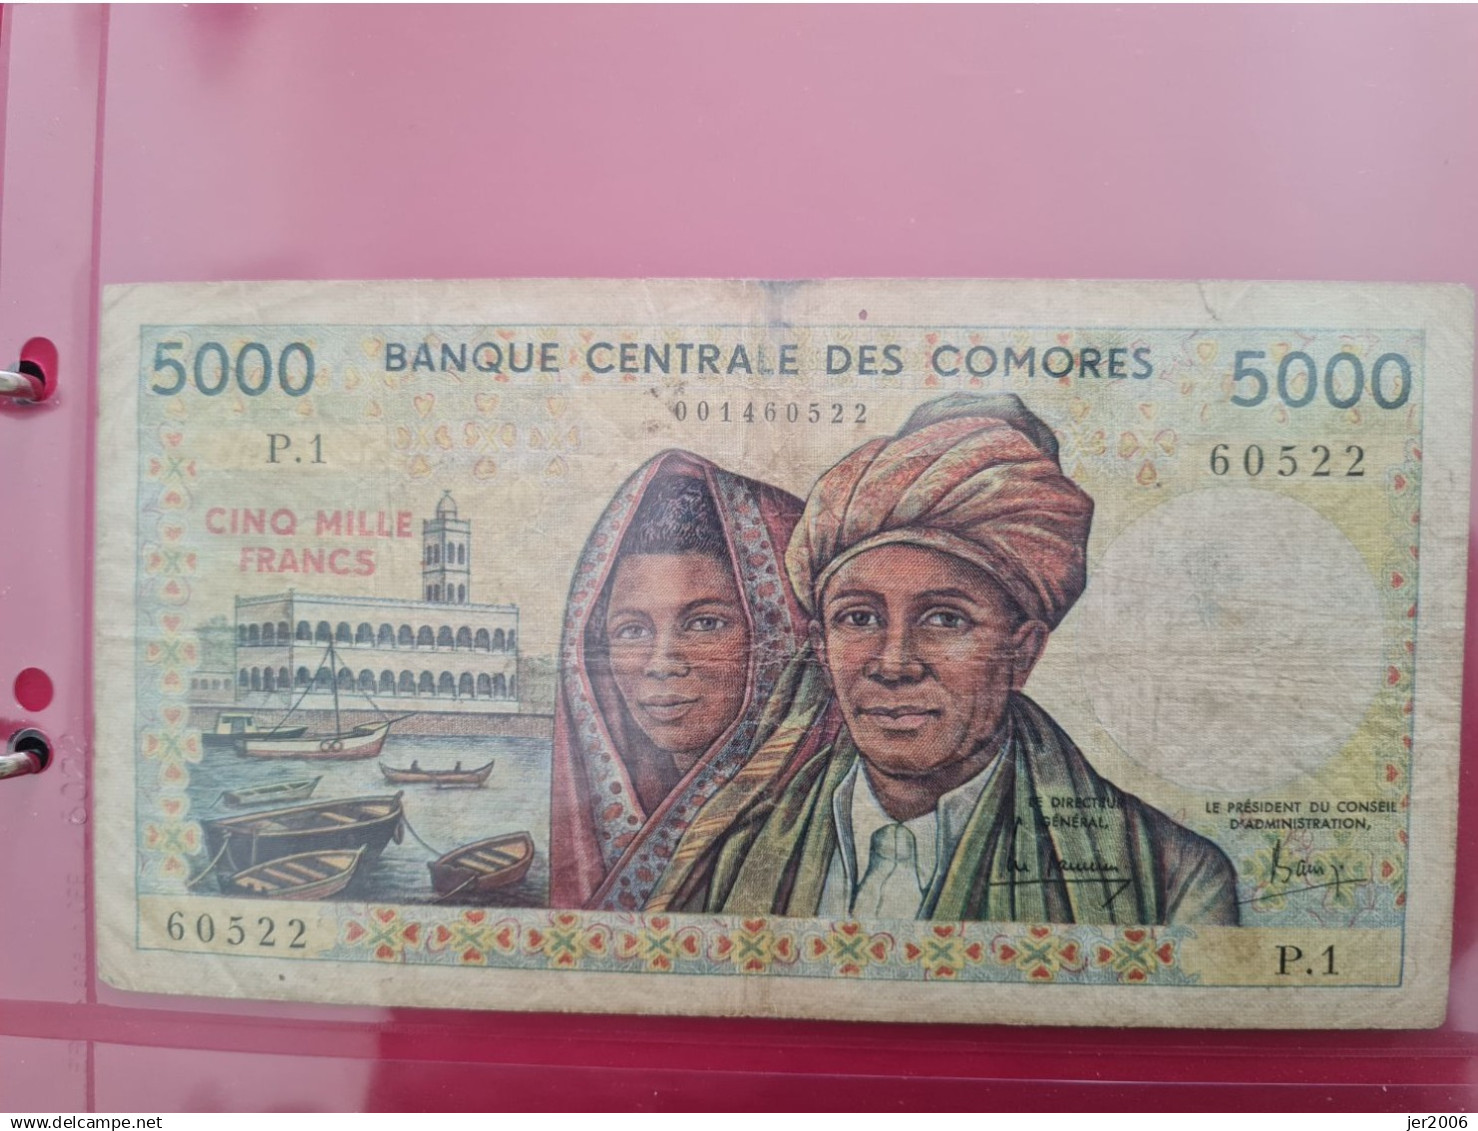 5000 BANQUE CENTRALE DES COMORES 5000
001460522
P.1 60522
CINQ MILLE
FRANCS
LE DIRECTEUR
GÉNÉRAL,
LE PRÉSIDENT DU CONSEIL
D'ADMINISTRATION,
60522
P.1
delcampe.net
jer2006